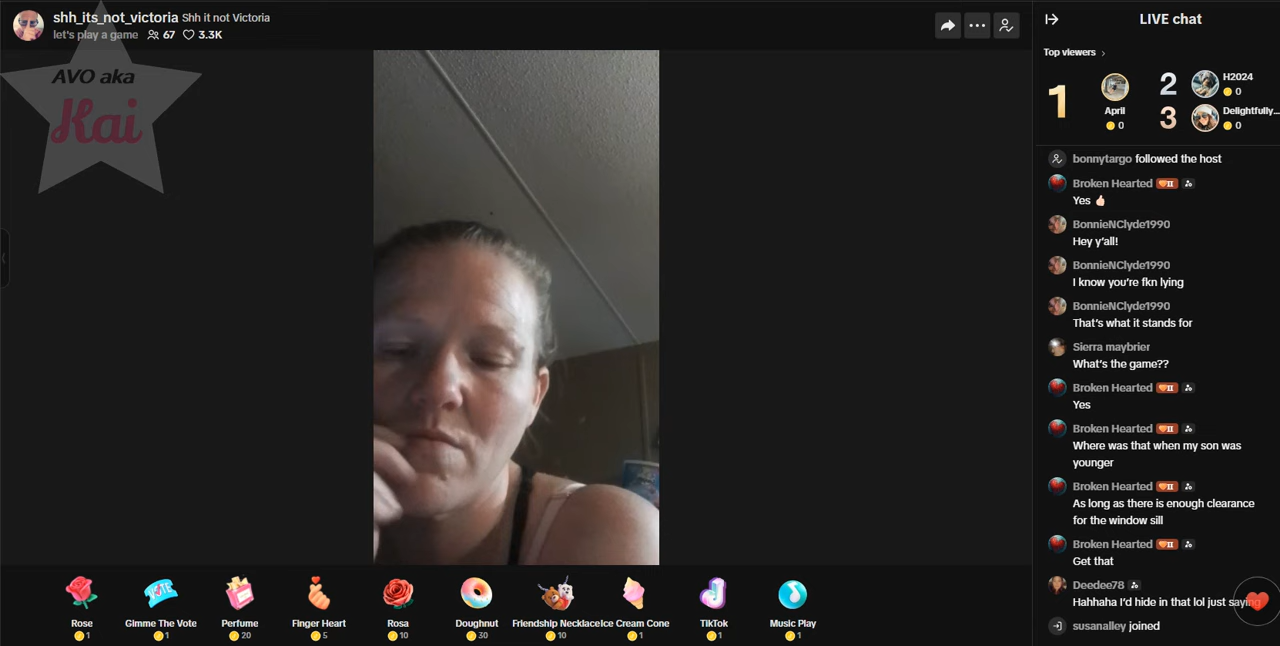 shh_its_not_victoria Shh it not Victoria
let's play a game 67 3.3K
AVO aka
Kai
LIVE chat
Top viewers
1
April
0
2
H2024
0
3
Delightfully...
0
bonnytargo followed the host
Broken Hearted II
Yes
BonnieNClyde1990
Hey y'all!
BonnieNClyde1990
I know you're fkn lying
BonnieNClyde1990
That's what it stands for
Sierra maybrier
What's the game??
Broken Hearted II
Yes
Broken Hearted II
Where was that when my son was
younger
Broken Hearted II
As long as there is enough clearance
for the window sill
Broken Hearted II
Get that
Deedee78
Hahhaha I'd hide in that lol just saying
susanalley joined
VOTE
Rose
1
Gimme The Vote
1
Perfume
20
Finger Heart
5
Rosa
10
Doughnut
30
Friendship Necklace
10
Ice Cream Cone
1
TikTok
1
Music Play
1